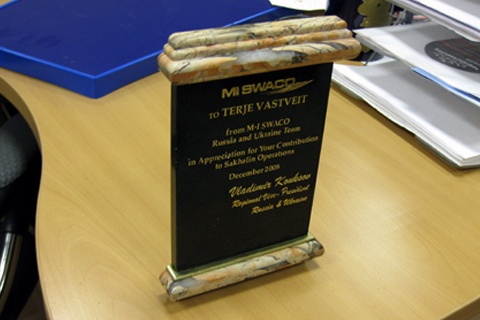 MI SWACO
TO TERJE VASTVEIT
from M-I SWACO
Russia and Ukraine Team
in Appreciation for Your Contribution
to Sakhalin Operations
December 2008
Vladimir Kouksov
Regional Vice-President
Russia & Ukraine